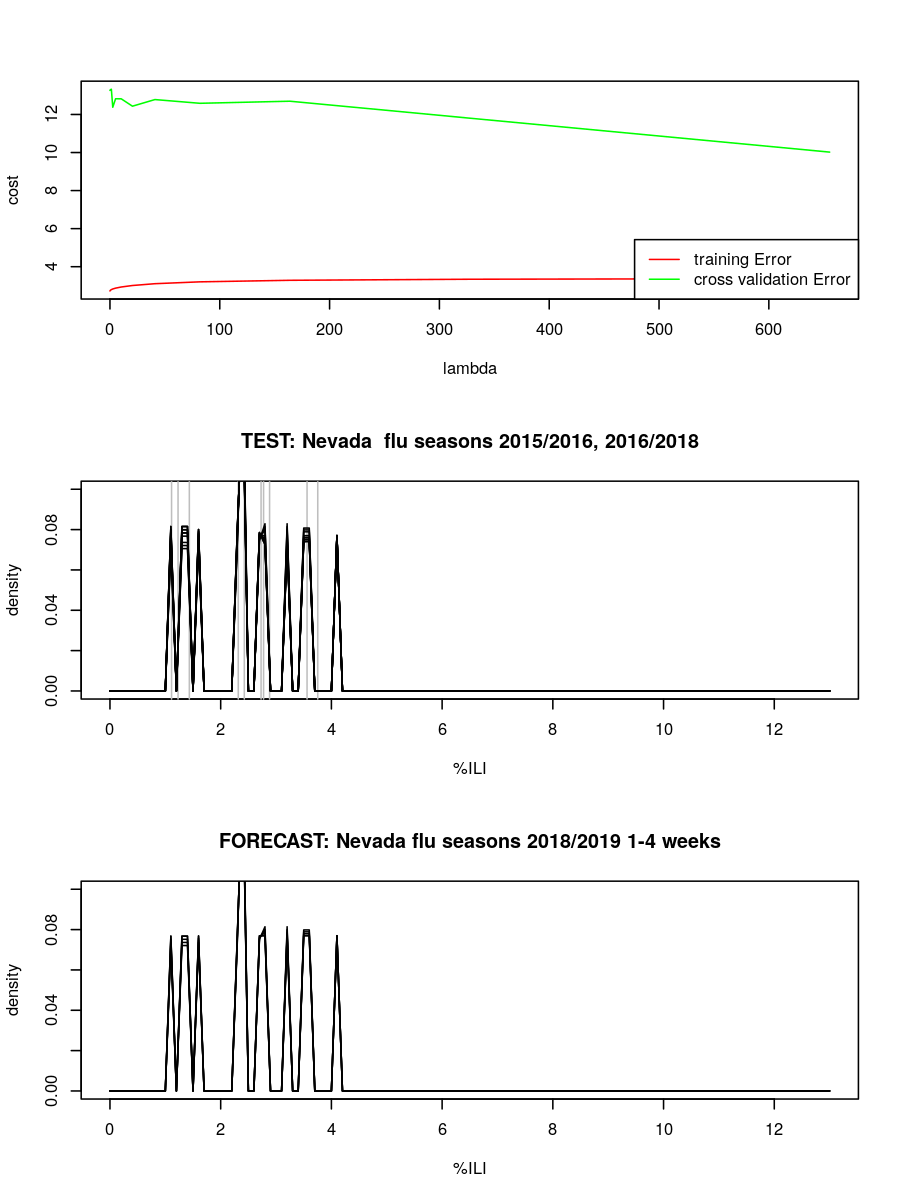 12
10
8
6
4
cost
training Error
cross validation Error
0 100 200 300 400 500 600
lambda
TEST: Nevada  flu seasons 2015/2016, 2016/2018
0.08
0.04
0.00
density
0 2 4 6 8 10 12
%ILI
FORECAST: Nevada flu seasons 2018/2019 1-4 weeks
0.08
0.04
0.00
density
0 2 4 6 8 10 12
%ILI